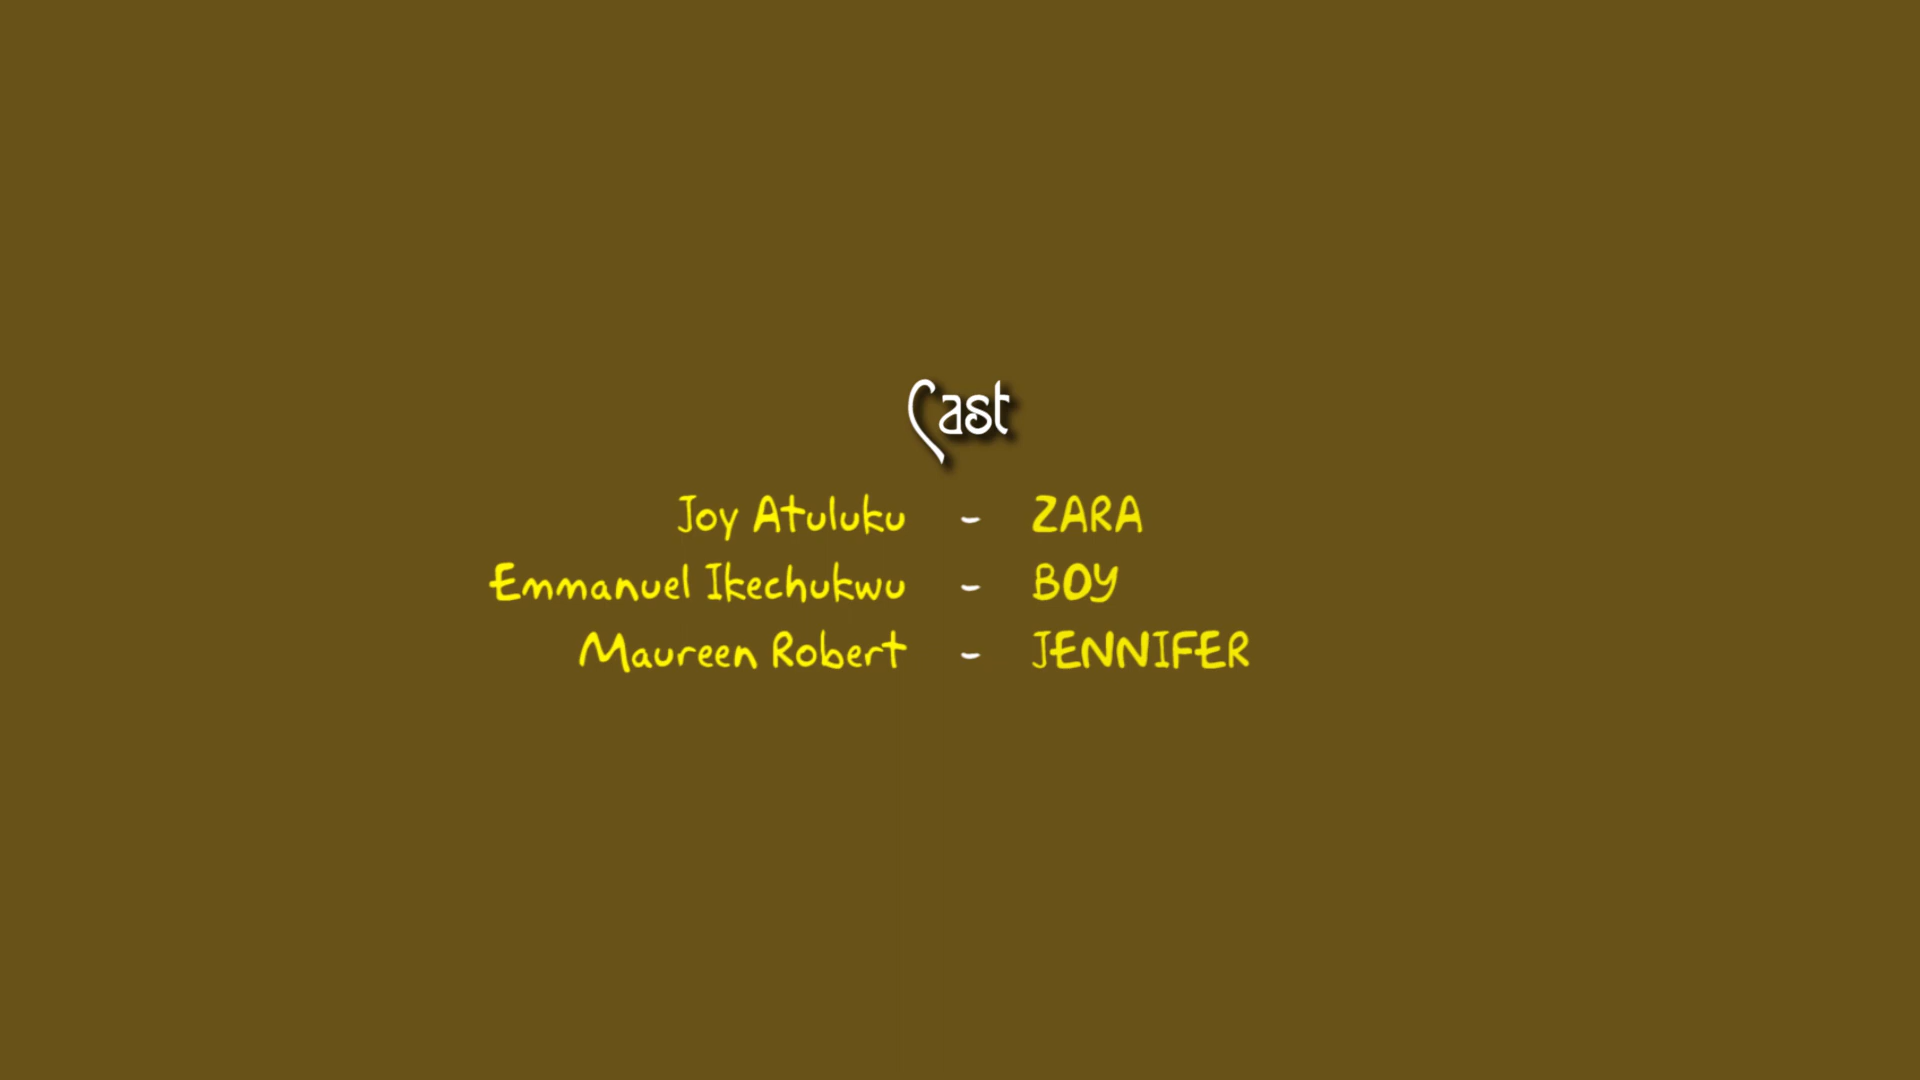 Cast
Joy Atuluku - ZARA
Emmanuel Ikechukwu - BOY
Maureen Robert - JENNIFER